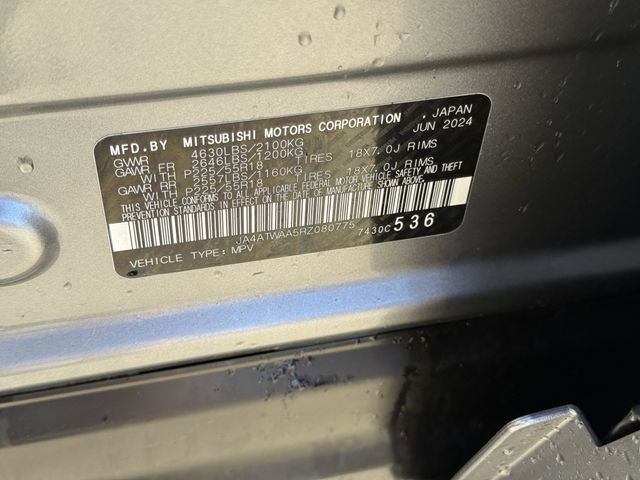 MFD.BY MITSUBISHI MOTORS CORPORATION , JAPAN
GVWR 4630LBS/2100KG JUN 2024
GAWR FR 2646LBS/1200KG
WITH P225/55R18 TIRES 18X7.0J RIMS
GAWR RR 2558LBS/1160KG
WITH P225/55R18 TIRES 18X7.0J RIMS
THIS VEHICLE CONFORMS TO ALL APPLICABLE FEDERAL MOTOR VEHICLE SAFETY AND THEFT
PREVENTION STANDARDS IN EFFECT ON THE DATE OF MANUFACTURE SHOWN ABOVE.
JA4ATWAA5RZ080775 7430C 536
VEHICLE TYPE: MPV